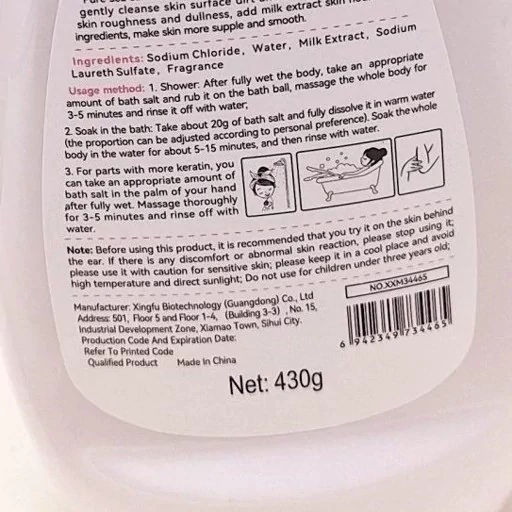 gently cleanse skin surface dirt
skin roughness and dullness, add milk extract skin
ingredients, make skin more supple and smooth.
Ingredients: Sodium Chloride, Water, Milk Extract, Sodium
Laureth Sulfate, Fragrance
Usage method: 1. Shower: After fully wet the body, take an appropriate
amount of bath salt and rub it on the bath ball, massage the whole body for
3-5 minutes and rinse it off with water;
2. Soak in the bath: Take about 20g of bath salt and fully dissolve it in warm water
(the proportion can be adjusted according to personal preference). Soak the whole
body in the water for about 5-15 minutes, and then rinse with water.
3. For parts with more keratin, you
can take an appropriate amount of
bath salt in the palm of your hand
after fully wet. Massage thoroughly
for 3-5 minutes and rinse off with
water.
Note: Before using this product, it is recommended that you try it on the skin behind
the ear. If there is any discomfort or abnormal skin reaction, please stop using it;
please use it with caution for sensitive skin; please keep it in a cool place and avoid
high temperature and direct sunlight; Do not use for children under three years old;
Manufacturer: Xingfu Biotechnology (Guangdong) Co., Ltd
Address: 501, Floor 5 and Floor 1-4, (Building 3-3) , No. 15,
Industrial Development Zone, Xiamao Town, Sihui City.
Production Code And Expiration Date:
Refer To Printed Code
Qualified Product Made In China
NO.XXM34465
6 942349 734465
Net: 430g